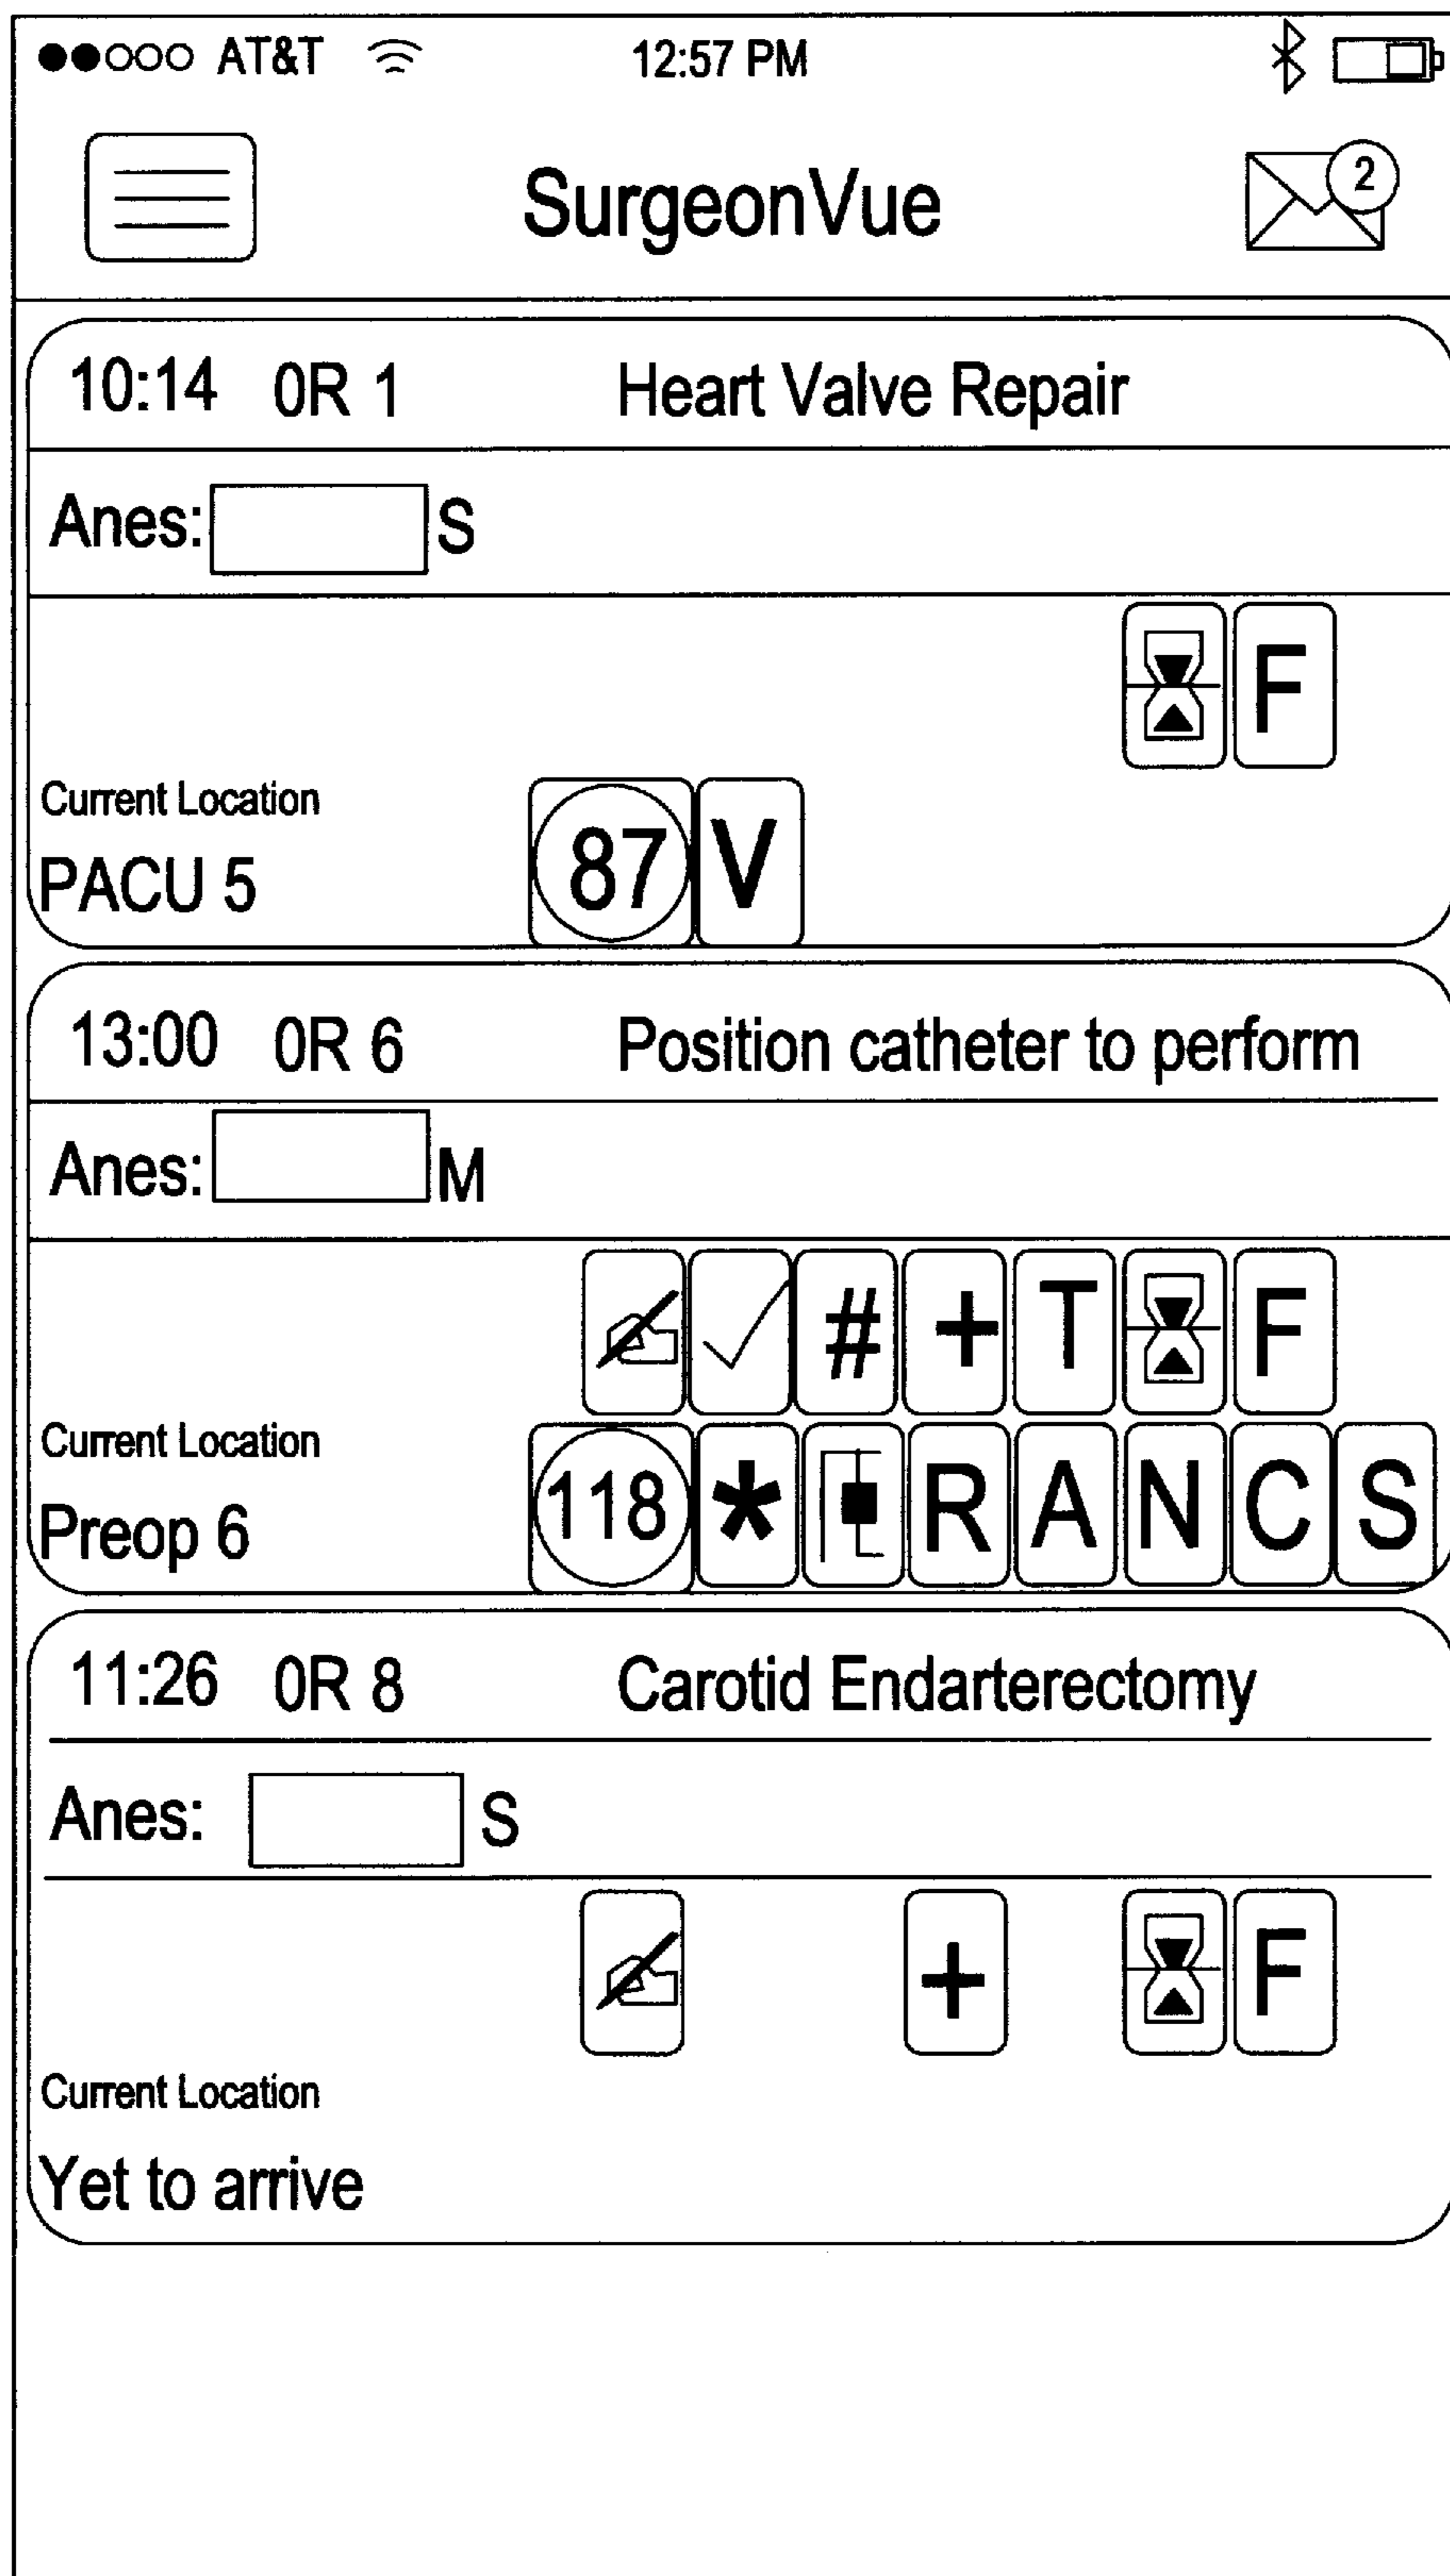 AT&T 12:57 PM
SurgeonVue 2
10:14 0R 1 Heart Valve Repair
Anes: S
F
Current Location
PACU 5 87 V
13:00 0R 6 Position catheter to perform
Anes: M
# + T F
Current Location
Preop 6 118 * R A N C S
11:26 0R 8 Carotid Endarterectomy
Anes: S
+ F
Current Location
Yet to arrive